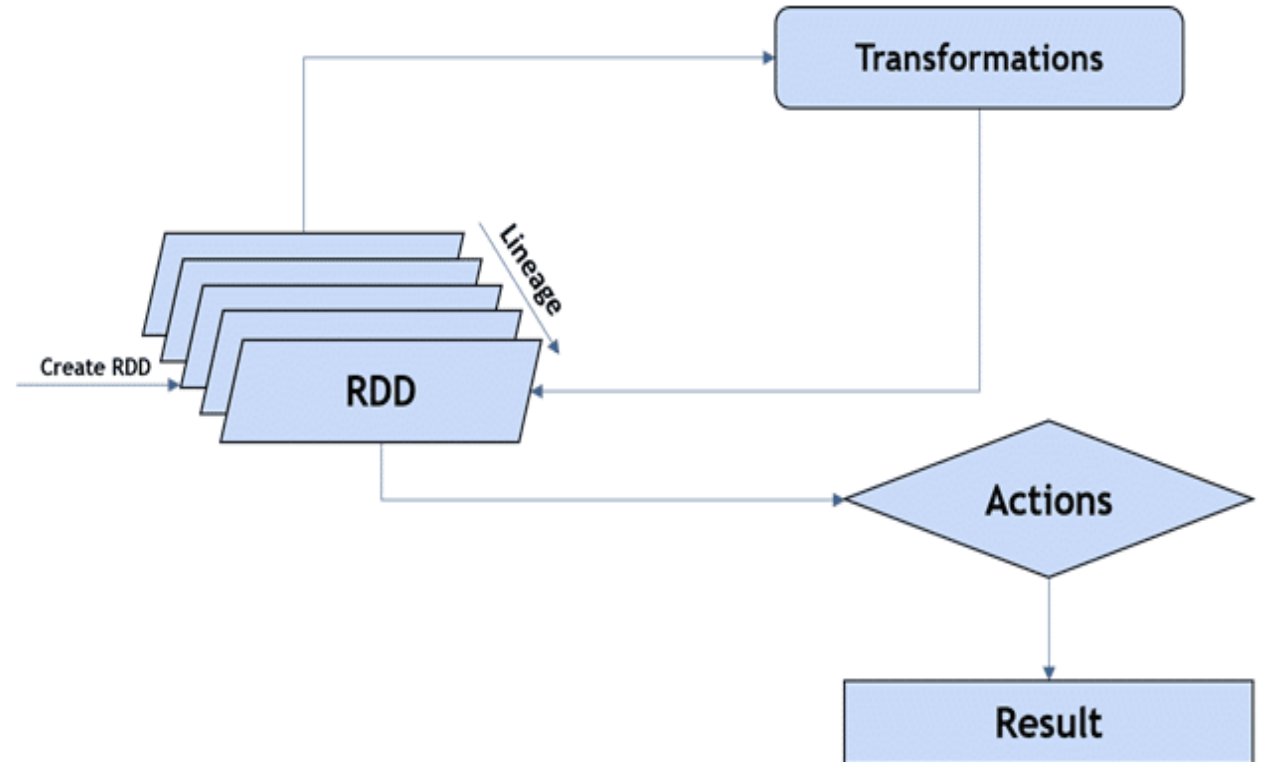 Transformations
Lineage
Create RDD
RDD
Actions
Result